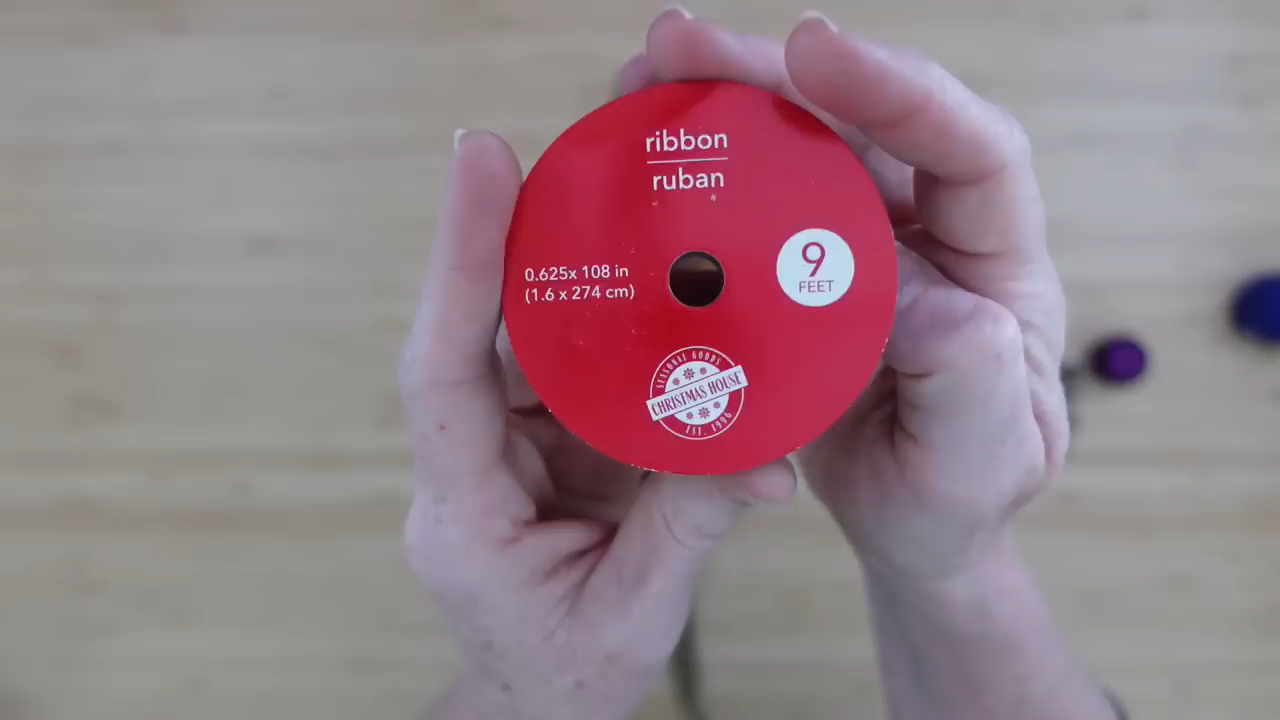 ribbon
ruban
0.625x 108 in
(1.6 x 274 cm)
9
FEET
SEASONAL GOODS
CHRISTMAS HOUSE
EST. 1996